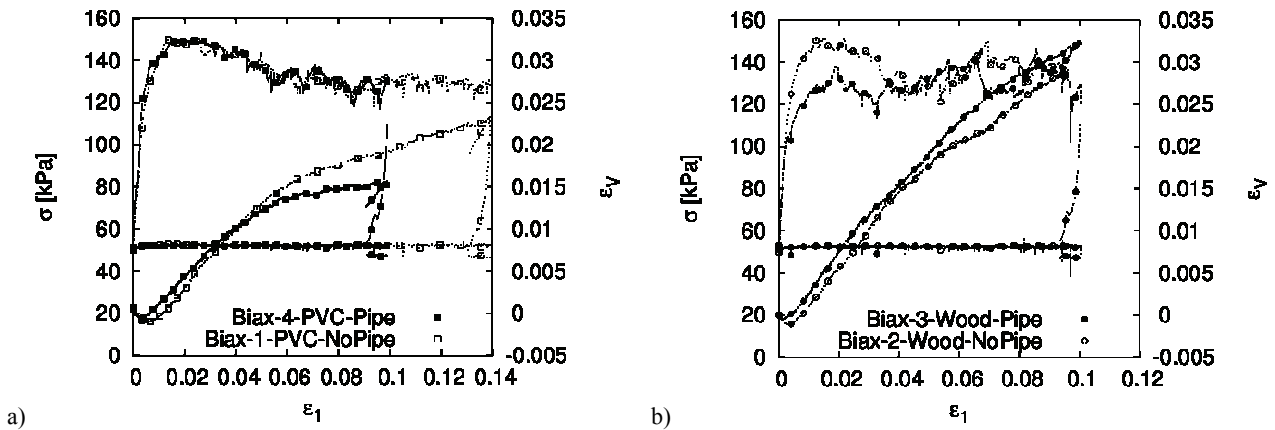 160
140
120
100
80
60
40
20
0
σ [kPa]
0.035
0.03
0.025
0.02
0.015
0.01
0.005
0
-0.005
εV
Biax-4-PVC-Pipe
Biax-1-PVC-NoPipe
0 0.02 0.04 0.06 0.08 0.1 0.12 0.14
ε1
a)
160
140
120
100
80
60
40
20
0
σ [kPa]
0.035
0.03
0.025
0.02
0.015
0.01
0.005
0
-0.005
εV
Biax-3-Wood-Pipe
Biax-2-Wood-NoPipe
0 0.02 0.04 0.06 0.08 0.1 0.12
ε1
b)